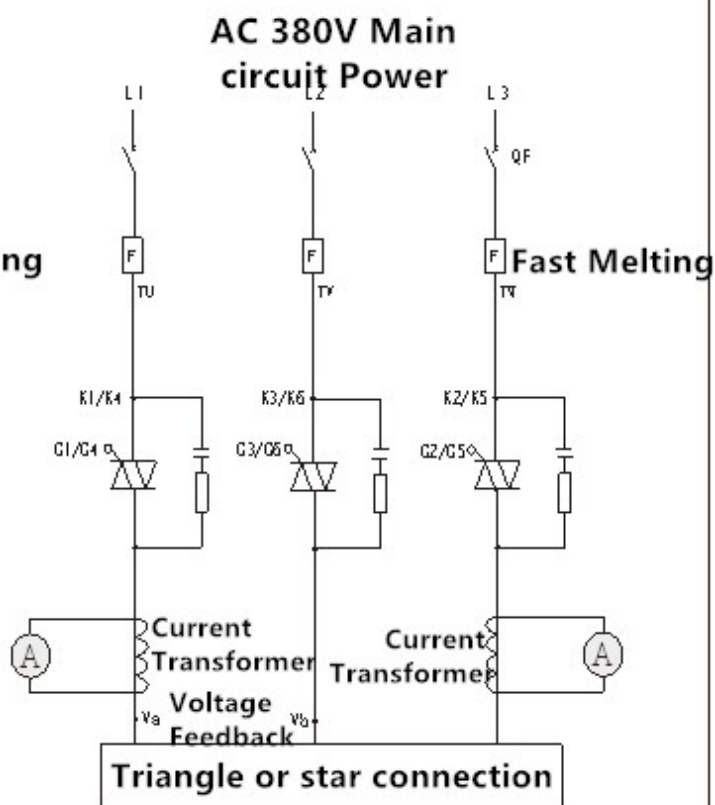 AC 380V Main
circuit Power
L1 L2 L3
QF
F F F
ng Fast Melting
TU TV TW
K1/K4 K3/K6 K2/K5
G1/G4 G3/G6 G2/G5
Current
Transformer
Current
Transformer
A A
Voltage
Feedback
Va Vb
Triangle or star connection